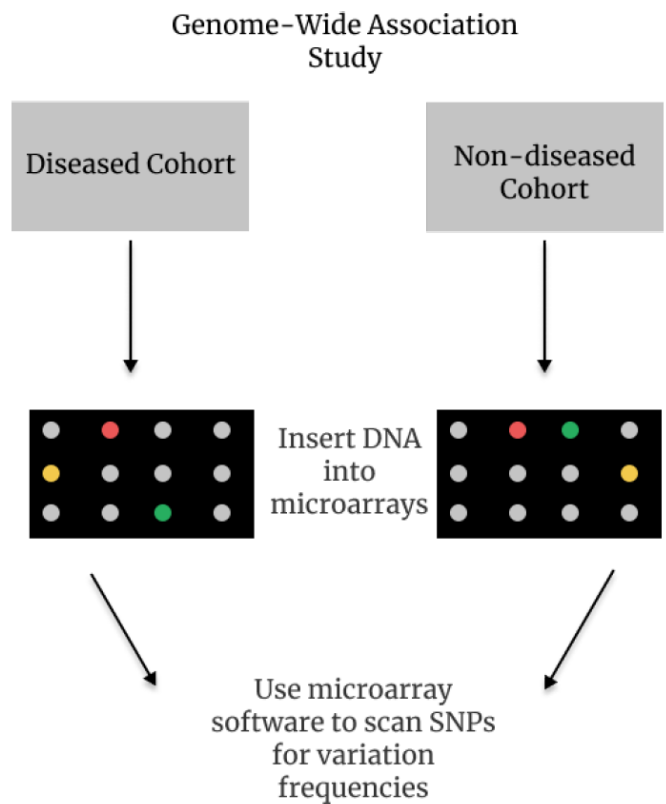 Genome-Wide Association
Study
Diseased Cohort
Non-diseased
Cohort
Insert DNA
into
microarrays
Use microarray
software to scan SNPs
for variation
frequencies